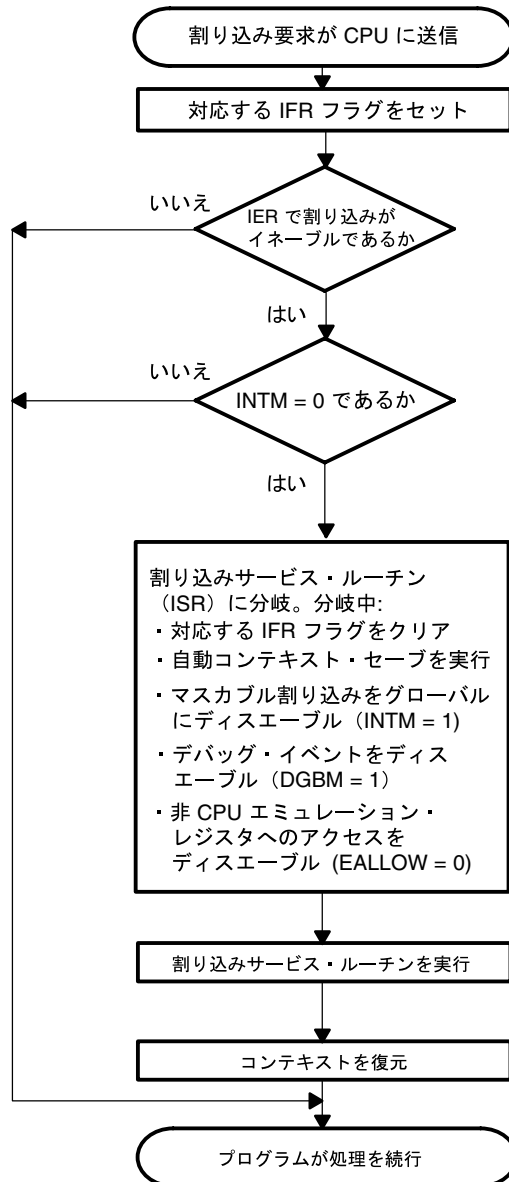 割り込み要求が CPU に送信
対応する IFR フラグをセット
いいえ
IER で割り込みが
イネーブルであるか
はい
いいえ
INTM = 0 であるか
はい
割り込みサービス・ルーチン
（ISR）に分岐。分岐中:
・対応する IFR フラグをクリア
・自動コンテキスト・セーブを実行
・マスカブル割り込みをグローバル
にディスエーブル（INTM = 1）
・デバッグ・イベントをディス
エーブル（DGBM = 1）
・非 CPU エミュレーション・
レジスタへのアクセスを
ディスエーブル (EALLOW = 0)
割り込みサービス・ルーチンを実行
コンテキストを復元
プログラムが処理を続行